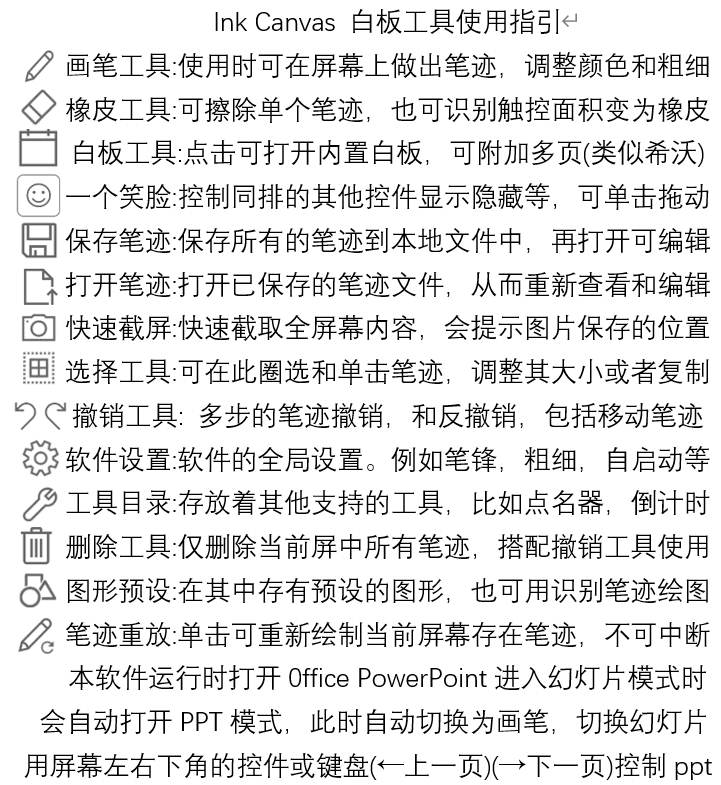 Ink Canvas 白板工具使用指引↵
画笔工具:使用时可在屏幕上做出笔迹，调整颜色和粗细
橡皮工具:可擦除单个笔迹，也可识别触控面积变为橡皮
白板工具:点击可打开内置白板，可附加多页(类似希沃)
一个笑脸:控制同排的其他控件显示隐藏等，可单击拖动
保存笔迹:保存所有的笔迹到本地文件中，再打开可编辑
打开笔迹:打开已保存的笔迹文件，从而重新查看和编辑
快速截屏:快速截取全屏幕内容，会提示图片保存的位置
选择工具:可在此圈选和单击笔迹，调整其大小或者复制
撤销工具: 多步的笔迹撤销，和反撤销，包括移动笔迹
软件设置:软件的全局设置。例如笔锋，粗细，自启动等
工具目录:存放着其他支持的工具，比如点名器，倒计时
删除工具:仅删除当前屏中所有笔迹，搭配撤销工具使用
图形预设:在其中存有预设的图形，也可用识别笔迹绘图
笔迹重放:单击可重新绘制当前屏幕存在笔迹，不可中断
本软件运行时打开 0ffice PowerPoint 进入幻灯片模式时
会自动打开 PPT 模式，此时自动切换为画笔，切换幻灯片
用屏幕左右下角的控件或键盘(←上一页)(→下一页)控制 ppt